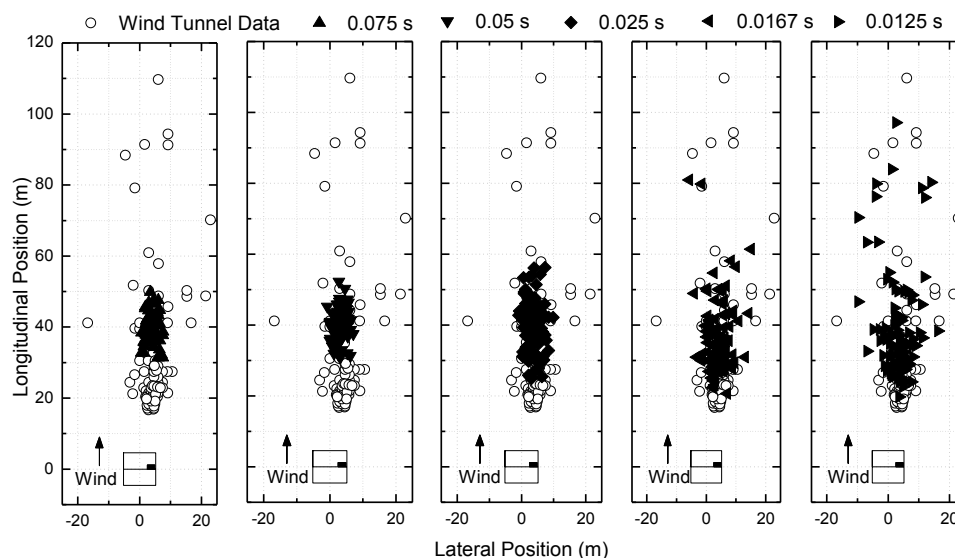 Wind Tunnel Data 0.075 s 0.05 s 0.025 s 0.0167 s 0.0125 s
120
100
80
60
40
20
0
Longitudinal Position (m)
Wind Wind Wind Wind Wind
-20 0 20 -20 0 20 -20 0 20 -20 0 20 -20 0 20
Lateral Position (m)